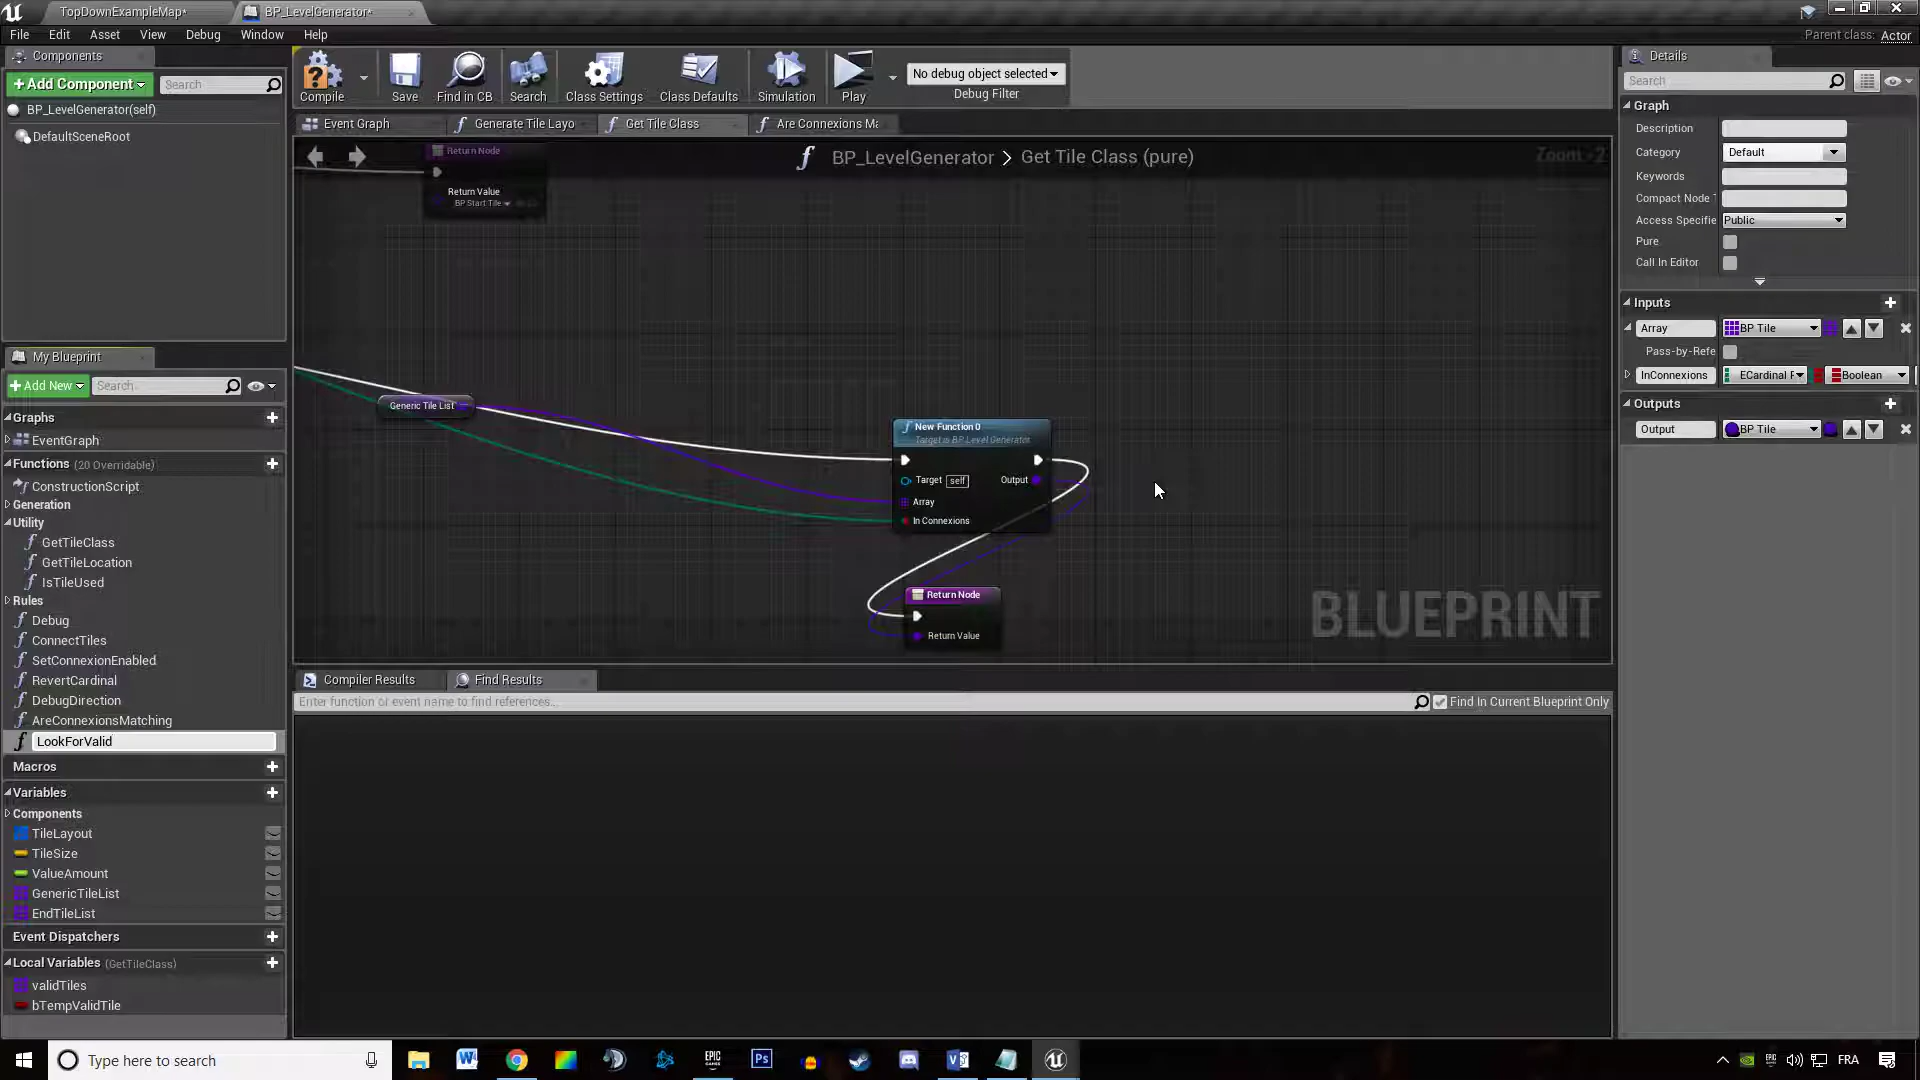 TopDownExampleMap*
BP_LevelGenerator*
File Edit Asset View Debug Window Help
Parent class: Actor
Components
+Add Component
Search
BP_LevelGenerator(self)
DefaultSceneRoot
Compile
Save
Find in CB
Search
Class Settings
Class Defaults
Simulation
Play
No debug object selected
Debug Filter
Event Graph
Generate Tile Layo
Get Tile Class
Are Connexions Ma
BP_LevelGenerator > Get Tile Class (pure)
Zoom -2
Return Node
Return Value
BP Start Tile
Generic Tile List
New Function 0
Target is BP Level Generator
Target self
Output
Array
In Connexions
Return Node
Return Value
BLUEPRINT
My Blueprint
+Add New
Search
Graphs
EventGraph
Functions (20 Overridable)
ConstructionScript
Generation
Utility
GetTileClass
GetTileLocation
IsTileUsed
Rules
Debug
ConnectTiles
SetConnexionEnabled
RevertCardinal
DebugDirection
AreConnexionsMatching
LookForValid
Macros
Variables
Components
TileLayout
TileSize
ValueAmount
GenericTileList
EndTileList
Event Dispatchers
Local Variables (GetTileClass)
validTiles
bTempValidTile
Compiler Results
Find Results
Enter function or event name to find references...
Find In Current Blueprint Only
Details
Search
Graph
Description
Category Default
Keywords
Compact Node T
Access Specifie Public
Pure
Call In Editor
Inputs
Array BP Tile
Pass-by-Refe
InConnexions ECardinal F Boolean
Outputs
Output BP Tile
Type here to search
EPIC
GAMES
Ps
FRA